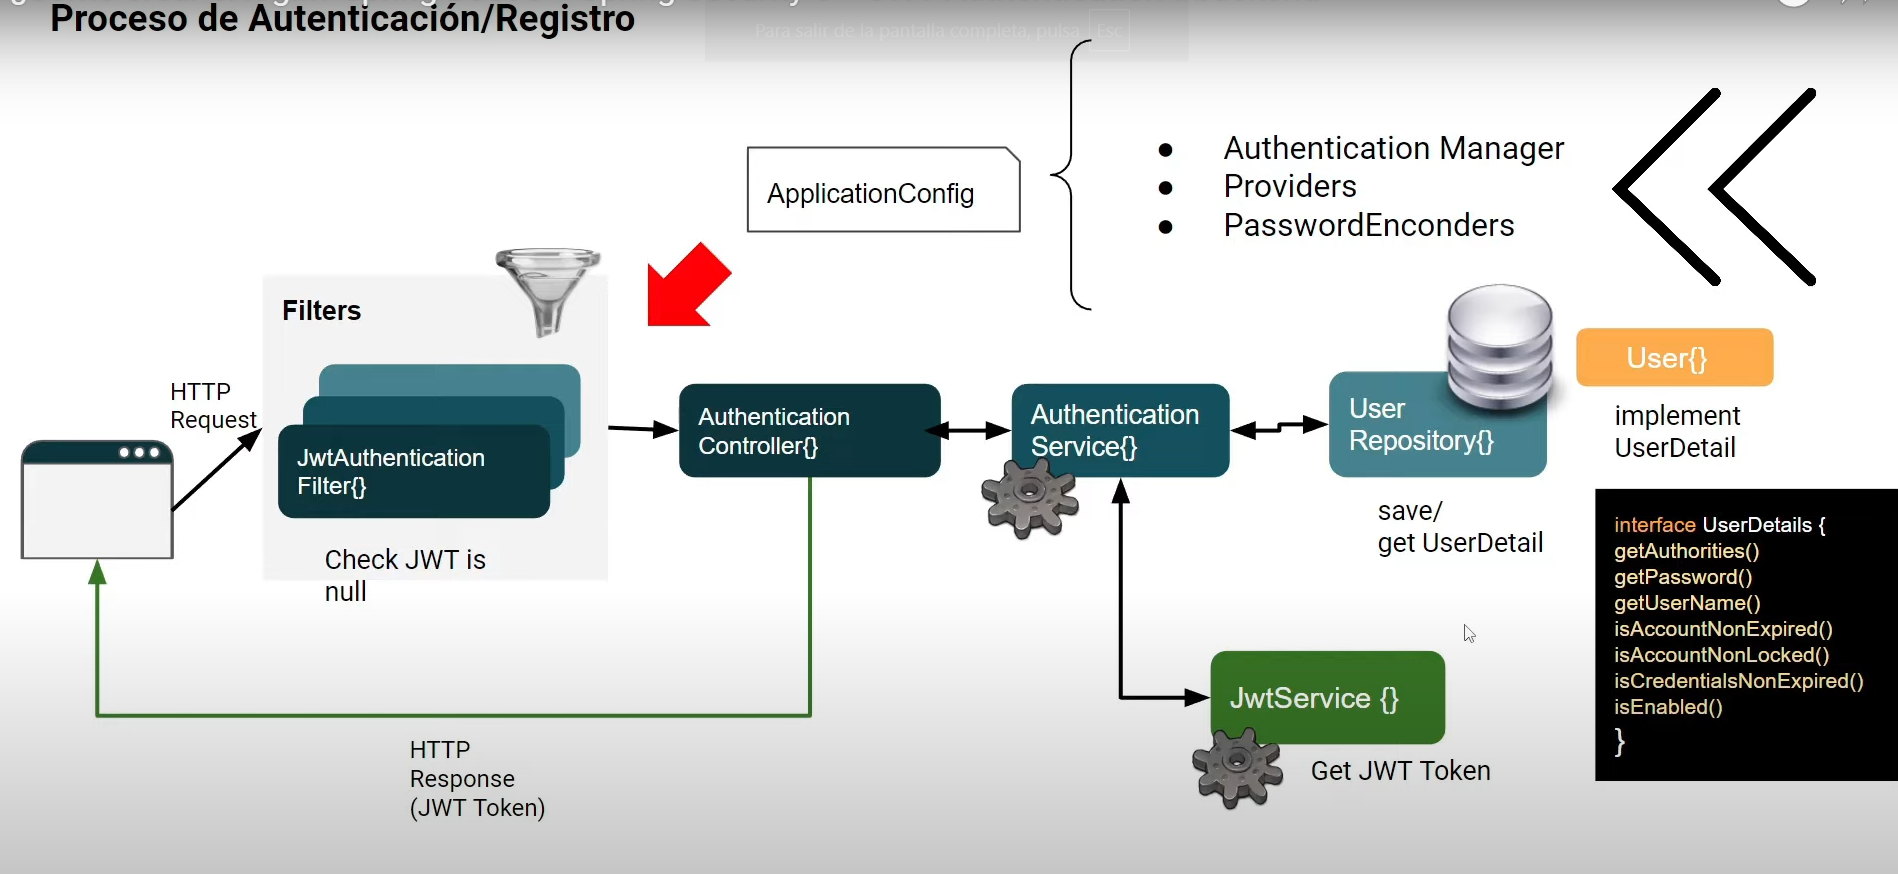 Proceso de Autenticación/Registro
Para salir de la pantalla completa, pulsa Esc
ApplicationConfig
Authentication Manager
Providers
PasswordEnconders
Filters
HTTP
Request
JwtAuthentication
Filter{}
Check JWT is
null
Authentication
Controller{}
Authentication
Service{}
User
Repository{}
save/
get UserDetail
User{}
implement
UserDetail
interface UserDetails {
getAuthorities()
getPassword()
getUserName()
isAccountNonExpired()
isAccountNonLocked()
isCredentialsNonExpired()
isEnabled()
}
JwtService {}
Get JWT Token
HTTP
Response
(JWT Token)